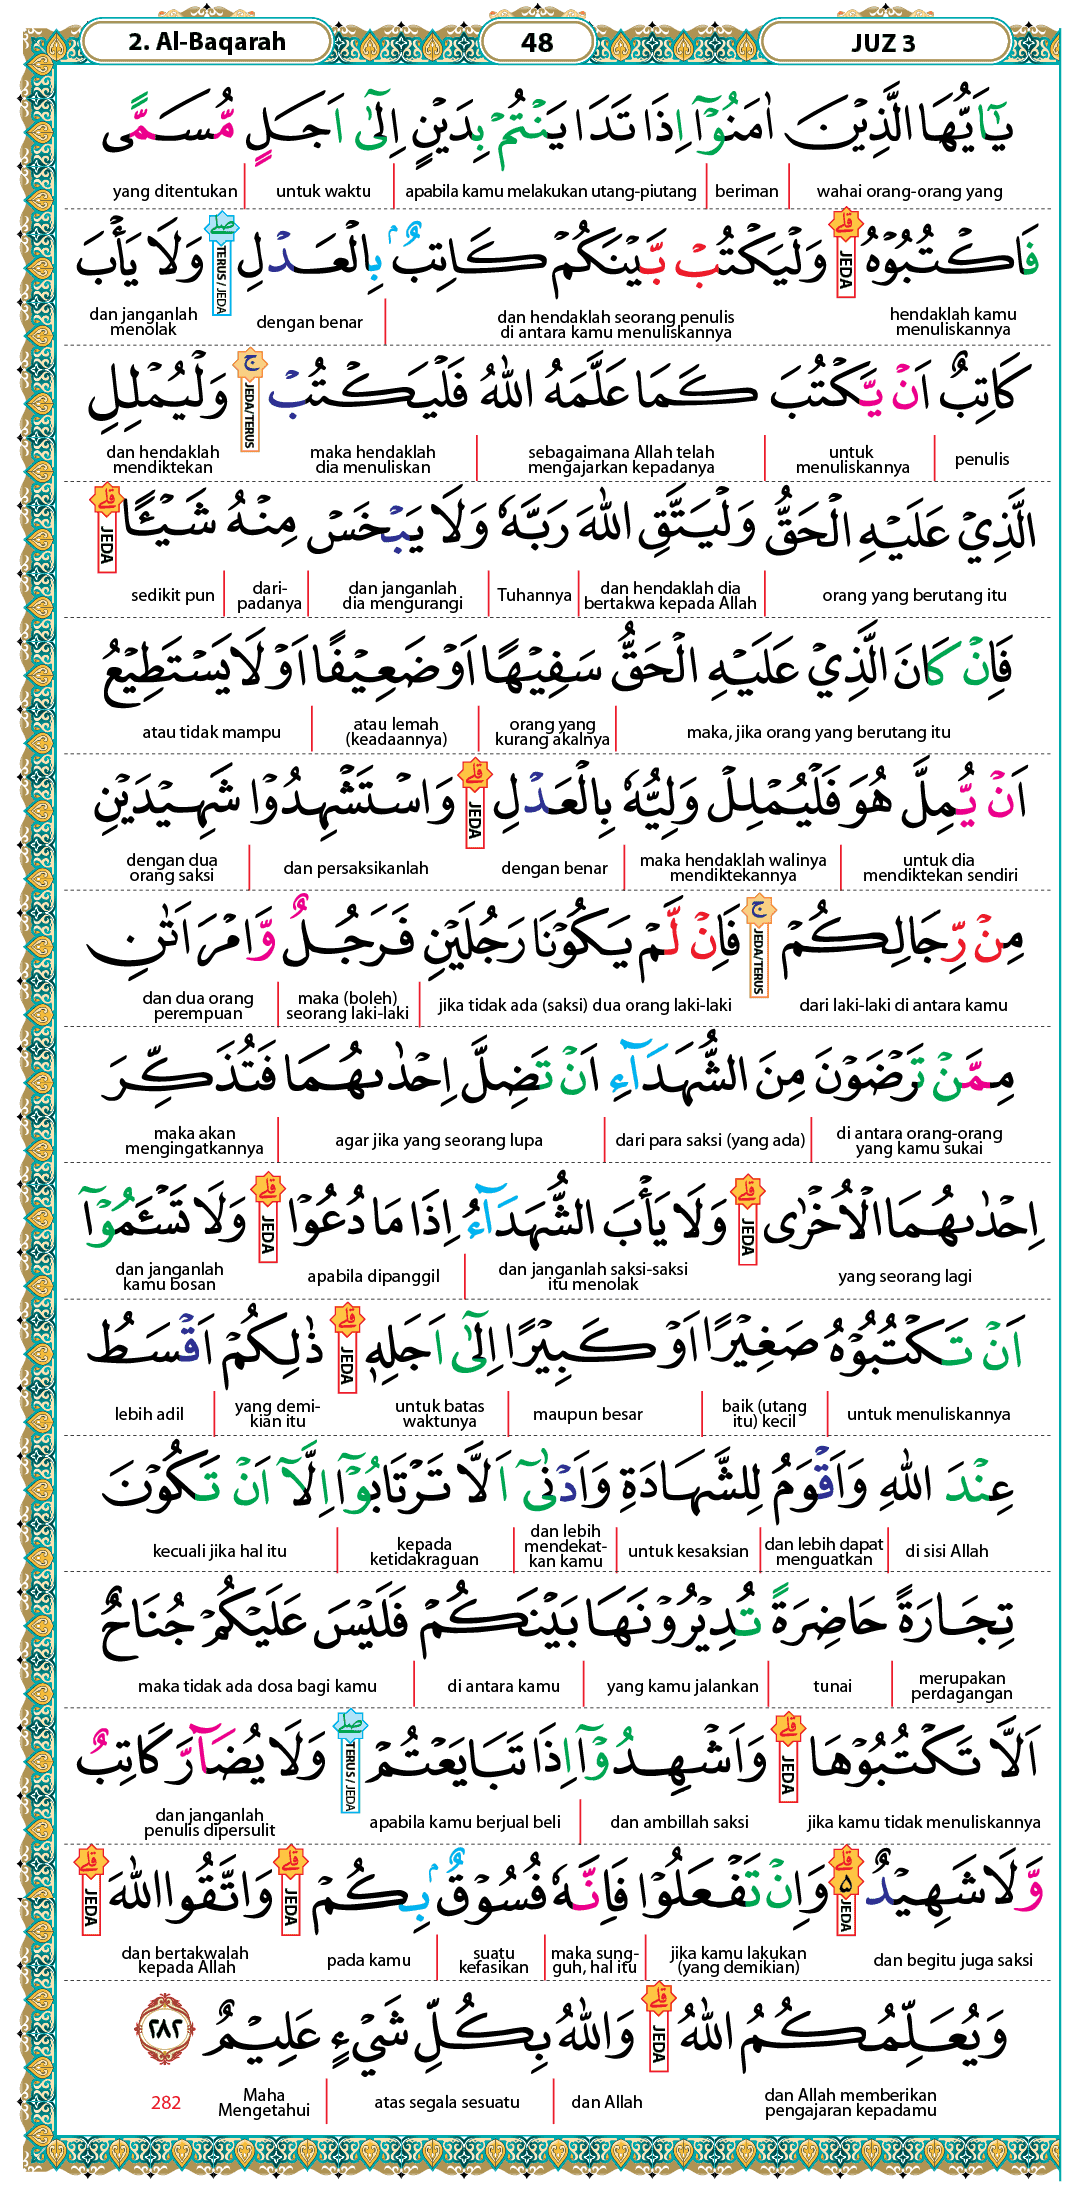 2. Al-Baqarah 48 JUZ 3
يٰٓاَيُّهَا الَّذِيْنَ اٰمَنُوْٓا اِذَا تَدَايَنْتُمْ بِدَيْنٍ اِلٰٓى اَجَلٍ مُّسَمًّى
wahai orang-orang yang | beriman | apabila kamu melakukan utang-piutang | untuk waktu | yang ditentukan
فَاكْتُبُوْهُۗ JEDA وَلْيَكْتُبْ بَّيْنَكُمْ كَاتِبٌۢ بِالْعَدْلِۖ TERUS/JEDA وَلَا يَأْبَ
hendaklah kamu menuliskannya | dan hendaklah seorang penulis di antara kamu menuliskannya | dengan benar | dan janganlah menolak
كَاتِبٌ اَنْ يَّكْتُبَ كَمَا عَلَّمَهُ اللّٰهُ فَلْيَكْتُبْۚ JEDA/TERUS وَلْيُمْلِلِ
penulis | untuk menuliskannya | sebagaimana Allah telah mengajarkan kepadanya | maka hendaklah dia menuliskan | dan hendaklah mendiktekan
الَّذِيْ عَلَيْهِ الْحَقُّ وَلْيَتَّقِ اللّٰهَ رَبَّهٗ وَلَا يَبْخَسْ مِنْهُ شَيْـًٔاۗ JEDA
orang yang berutang itu | dan hendaklah dia bertakwa kepada Allah | Tuhannya | dan janganlah dia mengurangi | dari-padanya | sedikit pun
فَاِنْ كَانَ الَّذِيْ عَلَيْهِ الْحَقُّ سَفِيْهًا اَوْ ضَعِيْفًا اَوْ لَا يَسْتَطِيْعُ
maka, jika orang yang berutang itu | orang yang kurang akalnya | atau lemah (keadaannya) | atau tidak mampu
اَنْ يُّمِلَّ هُوَ فَلْيُمْلِلْ وَلِيُّهٗ بِالْعَدْلِۗ JEDA وَاسْتَشْهِدُوْا شَهِيْدَيْنِ
untuk dia mendiktekan sendiri | maka hendaklah walinya mendiktekannya | dengan benar | dan persaksikanlah | dengan dua orang saksi
مِنْ رِّجَالِكُمْۚ JEDA/TERUS فَاِنْ لَّمْ يَكُوْنَا رَجُلَيْنِ فَرَجُلٌ وَّامْرَاَتٰنِ
dari laki-laki di antara kamu | jika tidak ada (saksi) dua orang laki-laki | maka (boleh) seorang laki-laki | dan dua orang perempuan
مِمَّنْ تَرْضَوْنَ مِنَ الشُّهَدَاۤءِ اَنْ تَضِلَّ اِحْدٰىهُمَا فَتُذَكِّرَ
di antara orang-orang yang kamu sukai | dari para saksi (yang ada) | agar jika yang seorang lupa | maka akan mengingatkannya
اِحْدٰىهُمَا الْاُخْرٰىۗ JEDA وَلَا يَأْبَ الشُّهَدَاۤءُ اِذَا مَا دُعُوْاۗ JEDA وَلَا تَسْـَٔمُوْٓا
yang seorang lagi | dan janganlah saksi-saksi itu menolak | apabila dipanggil | dan janganlah kamu bosan
اَنْ تَكْتُبُوْهُ صَغِيْرًا اَوْ كَبِيْرًا اِلٰٓى اَجَلِهٖۗ JEDA ذٰلِكُمْ اَقْسَطُ
untuk menuliskannya | baik (utang itu) kecil | maupun besar | untuk batas waktunya | yang demi-kian itu | lebih adil
عِنْدَ اللّٰهِ وَاَقْوَمُ لِلشَّهَادَةِ وَاَدْنٰىٓ اَلَّا تَرْتَابُوْٓا اِلَّآ اَنْ تَكُوْنَ
di sisi Allah | dan lebih dapat menguatkan | untuk kesaksian | dan lebih mendekat-kan kamu | kepada ketidakraguan | kecuali jika hal itu
تِجَارَةً حَاضِرَةً تُدِيْرُوْنَهَا بَيْنَكُمْ فَلَيْسَ عَلَيْكُمْ جُنَاحٌ
merupakan perdagangan | tunai | yang kamu jalankan | di antara kamu | maka tidak ada dosa bagi kamu
اَلَّا تَكْتُبُوْهَاۗ JEDA وَاَشْهِدُوْٓا اِذَا تَبَايَعْتُمْۖ TERUS/JEDA وَلَا يُضَاۤرَّ كَاتِبٌ
jika kamu tidak menuliskannya | dan ambillah saksi | apabila kamu berjual beli | dan janganlah penulis dipersulit
وَّلَا شَهِيْدٌ ەۗ JEDA وَاِنْ تَفْعَلُوْا فَاِنَّهٗ فُسُوْقٌۢ بِكُمْۗ JEDA وَاتَّقُوا اللّٰهَۗ JEDA
dan begitu juga saksi | jika kamu lakukan (yang demikian) | maka sung-guh, hal itu | suatu kefasikan | pada kamu | dan bertakwalah kepada Allah
وَيُعَلِّمُكُمُ اللّٰهُۗ JEDA وَاللّٰهُ بِكُلِّ شَيْءٍ عَلِيْمٌ ٢٨٢
dan Allah memberikan pengajaran kepadamu | dan Allah | atas segala sesuatu | Maha Mengetahui 282